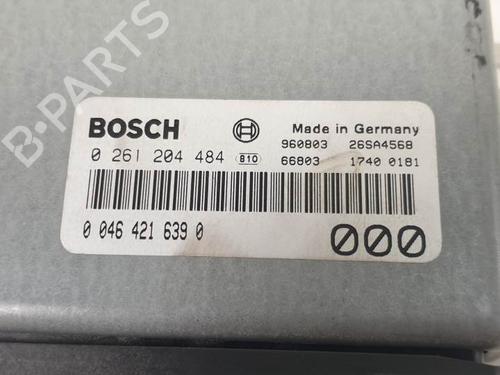 B-PARTS
BOSCH Made in Germany
0 261 204 484 810 960803 26SA4568
66803 1740 0181
0 046 421 639 0 000